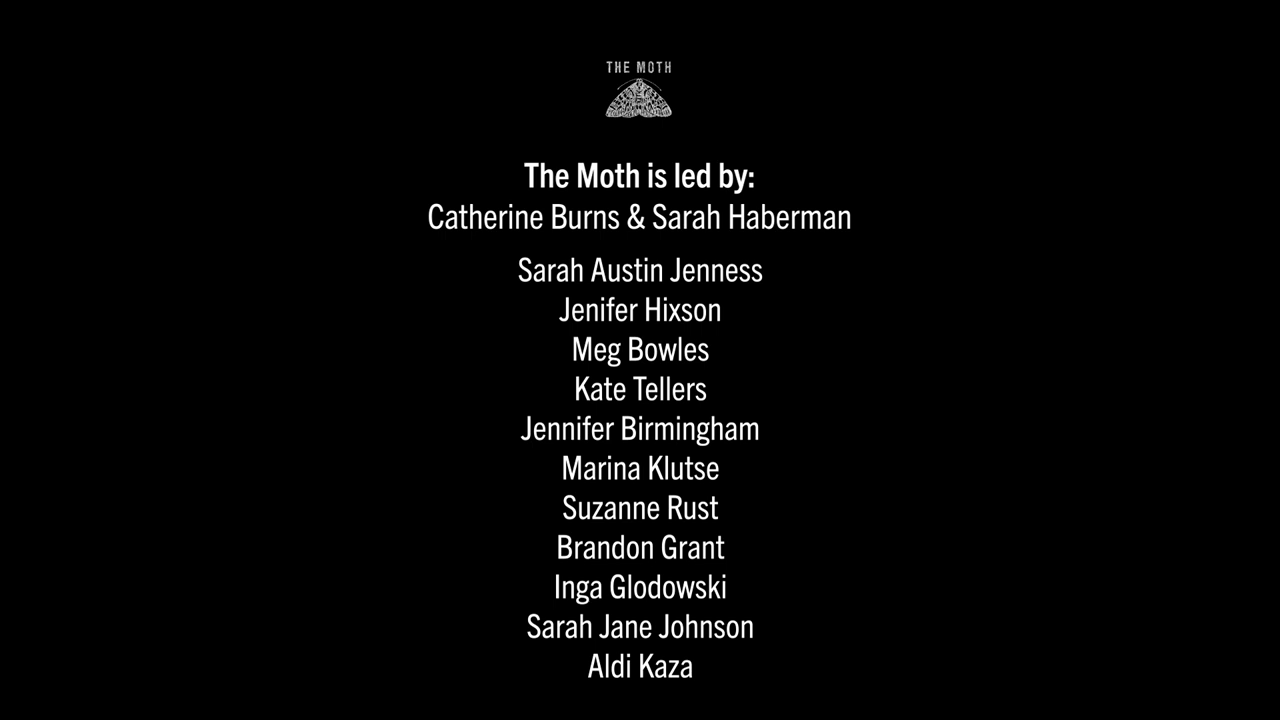 THE MOTH
The Moth is led by:
Catherine Burns & Sarah Haberman
Sarah Austin Jenness
Jenifer Hixson
Meg Bowles
Kate Tellers
Jennifer Birmingham
Marina Klutse
Suzanne Rust
Brandon Grant
Inga Glodowski
Sarah Jane Johnson
Aldi Kaza